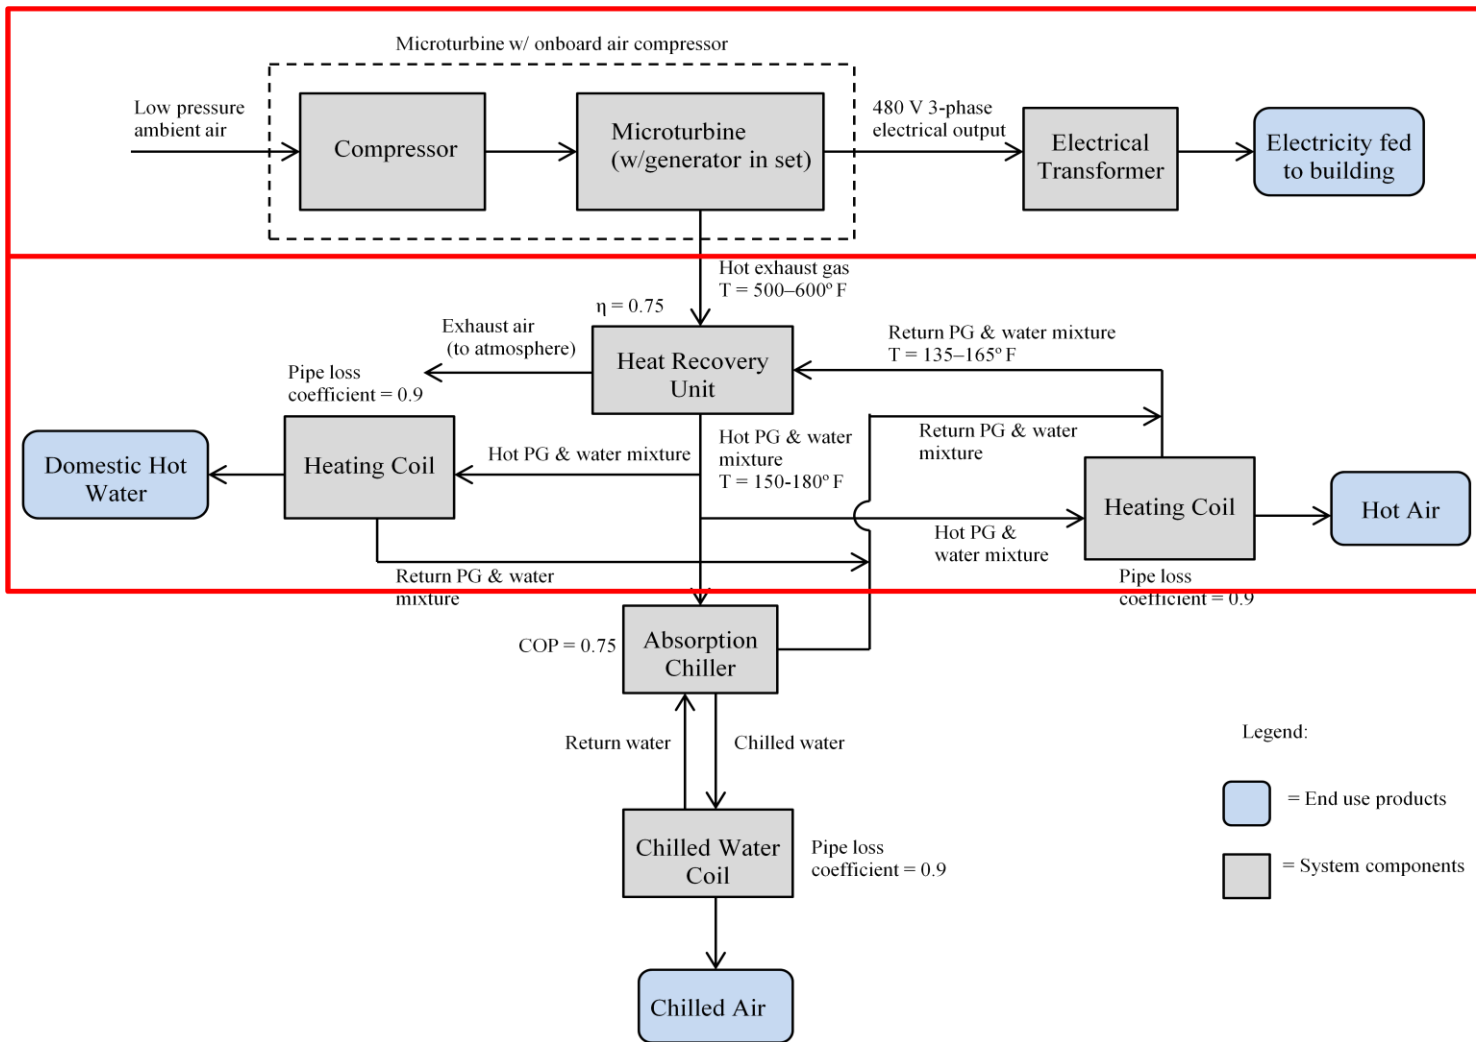 Microturbine w/ onboard air compressor
Low pressure
ambient air
Compressor
Microturbine
(w/generator in set)
480 V 3-phase
electrical output
Electrical
Transformer
Electricity fed
to building
Hot exhaust gas
T = 500–600º F
η = 0.75
Exhaust air
(to atmosphere)
Heat Recovery
Unit
Return PG & water mixture
T = 135–165º F
Pipe loss
coefficient = 0.9
Domestic Hot
Water
Heating Coil
Hot PG & water mixture
Hot PG & water
mixture
T = 150-180º F
Return PG & water
mixture
Heating Coil
Hot Air
Hot PG &
water mixture
Return PG & water
mixture
Pipe loss
coefficient = 0.9
COP = 0.75
Absorption
Chiller
Return water
Chilled water
Legend:
Chilled Water
Coil
Pipe loss
coefficient = 0.9
= End use products
= System components
Chilled Air